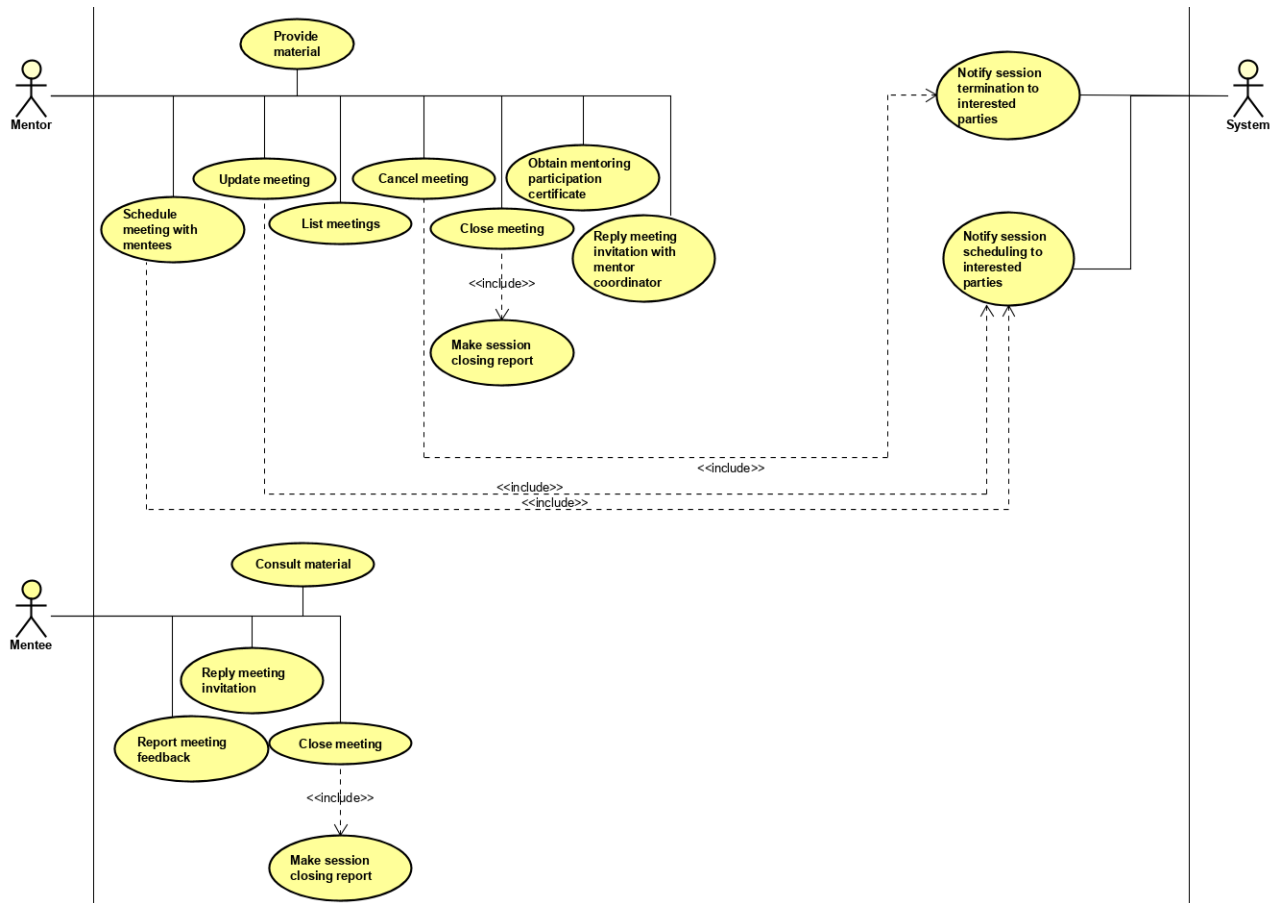 Provide
material
Mentor
Notify session
termination to
interested
parties
System
Update meeting
Cancel meeting
Obtain mentoring
participation
certificate
Schedule
meeting with
mentees
List meetings
Close meeting
Reply meeting
invitation with
mentor
coordinator
Notify session
scheduling to
interested
parties
<<include>>
Make session
closing report
<<include>>
<<include>>
<<include>>
Consult material
Mentee
Reply meeting
invitation
Report meeting
feedback
Close meeting
<<include>>
Make session
closing report